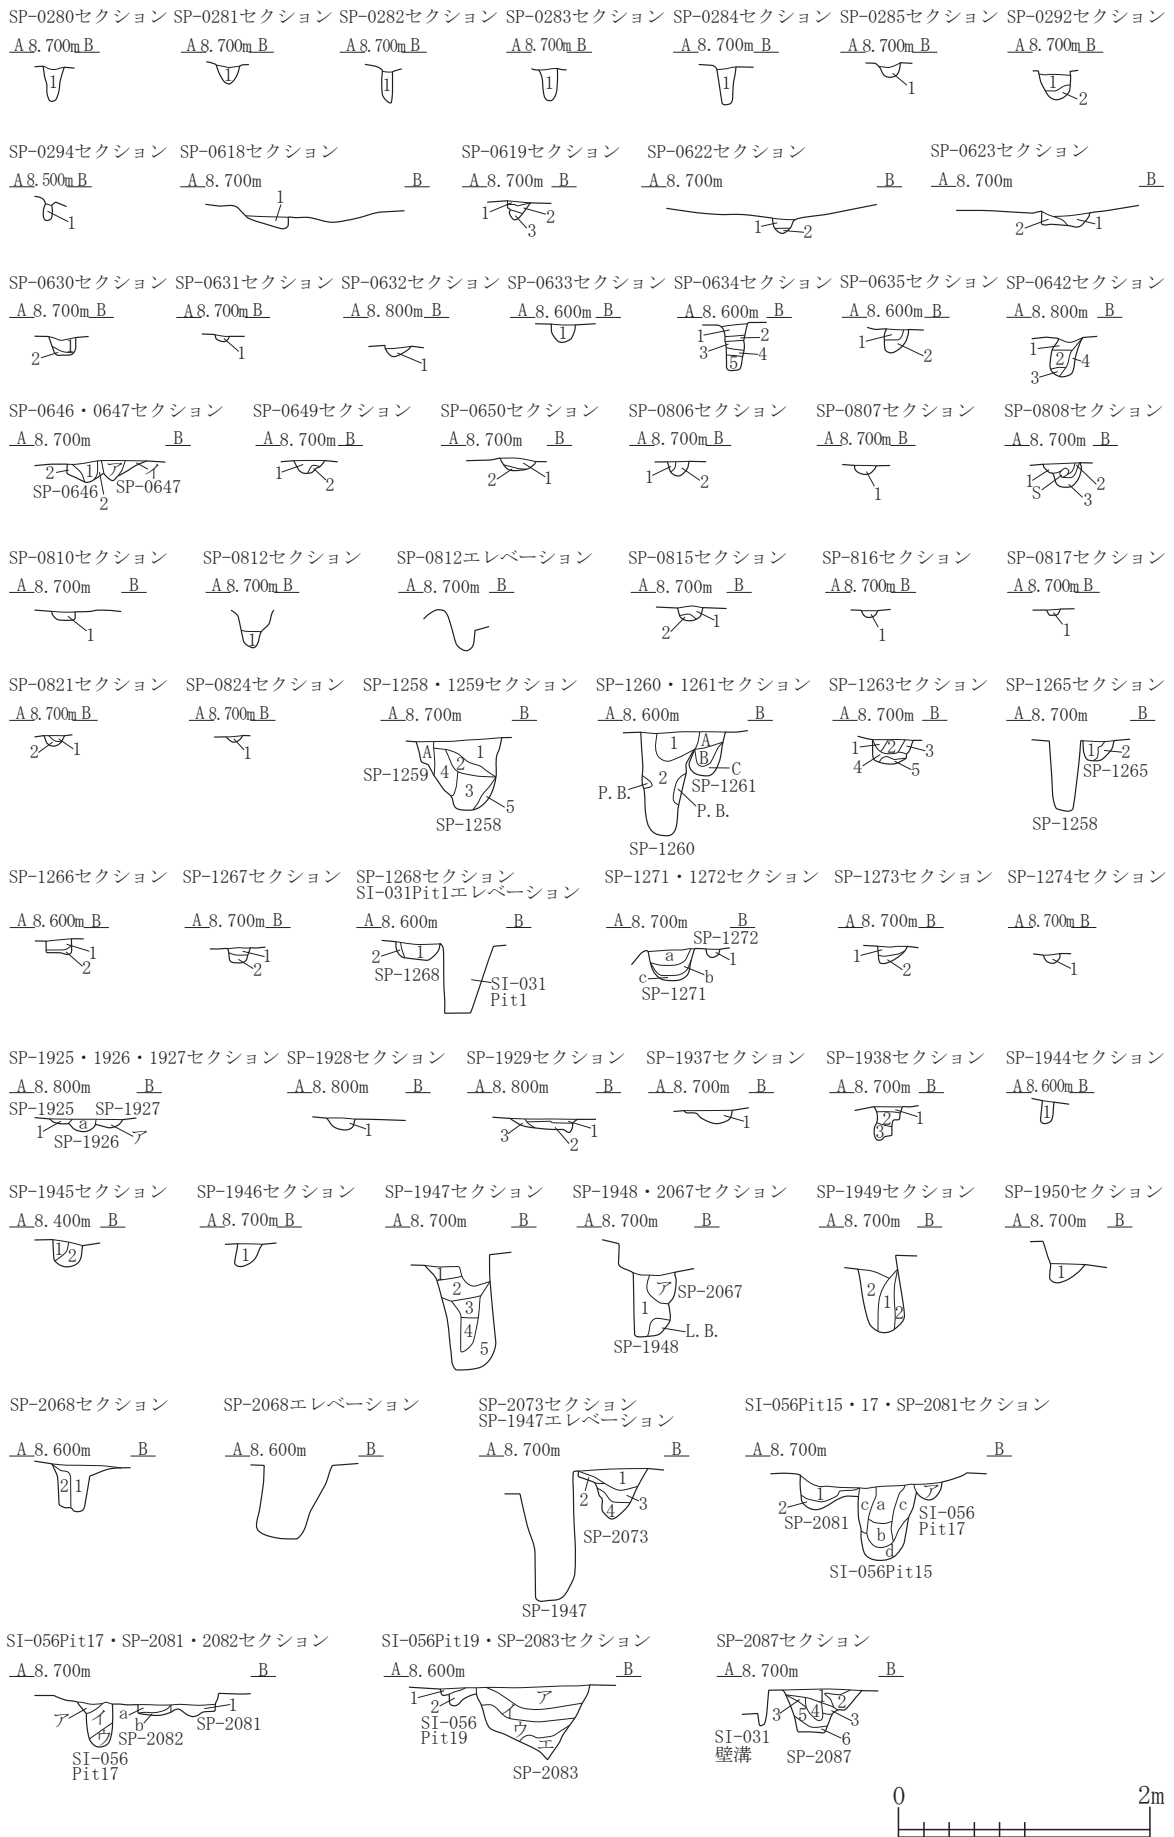 SP-0280セクション SP-0281セクション SP-0282セクション SP-0283セクション SP-0284セクション SP-0285セクション SP-0292セクション
A 8.700m B A 8.700m B A 8.700m B A 8.700m B A 8.700m B A 8.700m B A 8.700m B
1 1 1 1 1 1 1 2
SP-0294セクション SP-0618セクション SP-0619セクション SP-0622セクション SP-0623セクション
A 8.500m B A 8.700m B A 8.700m B A 8.700m B A 8.700m B
1 1 1 2 3 1 2 2 1
SP-0630セクション SP-0631セクション SP-0632セクション SP-0633セクション SP-0634セクション SP-0635セクション SP-0642セクション
A 8.700m B A 8.700m B A 8.800m B A 8.600m B A 8.600m B A 8.600m B A 8.800m B
2 1 1 1 1 1 2 3 4 5 1 2 1 2 3 4
SP-0646・0647セクション SP-0649セクション SP-0650セクション SP-0806セクション SP-0807セクション SP-0808セクション
A 8.700m B A 8.700m B A 8.700m B A 8.700m B A 8.700m B A 8.700m B
2 1 ア イ 1 2 2 1 1 2 1 1 2 S 3
SP-0646 2 SP-0647
SP-0810セクション SP-0812セクション SP-0812エレベーション SP-0815セクション SP-816セクション SP-0817セクション
A 8.700m B A 8.700m B A 8.700m B A 8.700m B A 8.700m B A 8.700m B
1 1 2 1 1 1
SP-0821セクション SP-0824セクション SP-1258・1259セクション SP-1260・1261セクション SP-1263セクション SP-1265セクション
A 8.700m B A 8.700m B A 8.700m B A 8.600m B A 8.700m B A 8.700m B
2 1 1 A 1 2 4 3 5 1 A B C 2 1 2 3 4 5 1 2
SP-1259 SP-1261 SP-1265
P.B. P.B.
SP-1258 SP-1260 SP-1258
SP-1266セクション SP-1267セクション SP-1268セクション SP-1271・1272セクション SP-1273セクション SP-1274セクション
SI-031Pit1エレベーション
A 8.600m B A 8.700m B A 8.600m B A 8.700m B A 8.700m B A 8.700m B
SP-1272
1 2 1 2 2 1 a b c 1 1 2 1
SP-1268 SI-031 SP-1271
Pit1
SP-1925・1926・1927セクション SP-1928セクション SP-1929セクション SP-1937セクション SP-1938セクション SP-1944セクション
A 8.800m B A 8.800m B A 8.800m B A 8.700m B A 8.700m B A 8.600m B
SP-1925 SP-1927
1 a ア 1 3 2 1 1 2 1 3 1
SP-1926
SP-1945セクション SP-1946セクション SP-1947セクション SP-1948・2067セクション SP-1949セクション SP-1950セクション
A 8.400m B A 8.700m B A 8.700m B A 8.700m B A 8.700m B A 8.700m B
1 2 1 1 2 3 4 5 ア 1 2 1 2 1
SP-2067
L.B.
SP-1948
SP-2068セクション SP-2068エレベーション SP-2073セクション SI-056Pit15・17・SP-2081セクション
SP-1947エレベーション
A 8.600m B A 8.600m B A 8.700m B A 8.700m B
2 1 1 2 3 4 1 2 c a c b d ア
SP-2073 SP-2081 SI-056
Pit17
SP-1947 SI-056Pit15
SI-056Pit17・SP-2081・2082セクション SI-056Pit19・SP-2083セクション SP-2087セクション
A 8.700m B A 8.600m B A 8.700m B
ア イ ウ a b 1 1 2 ア イ ウ エ 3 5 4 2 3 6
SP-2081 SI-056 SI-031
SP-2082 Pit19 壁溝 SP-2087
SI-056 SP-2083
Pit17
0 2m